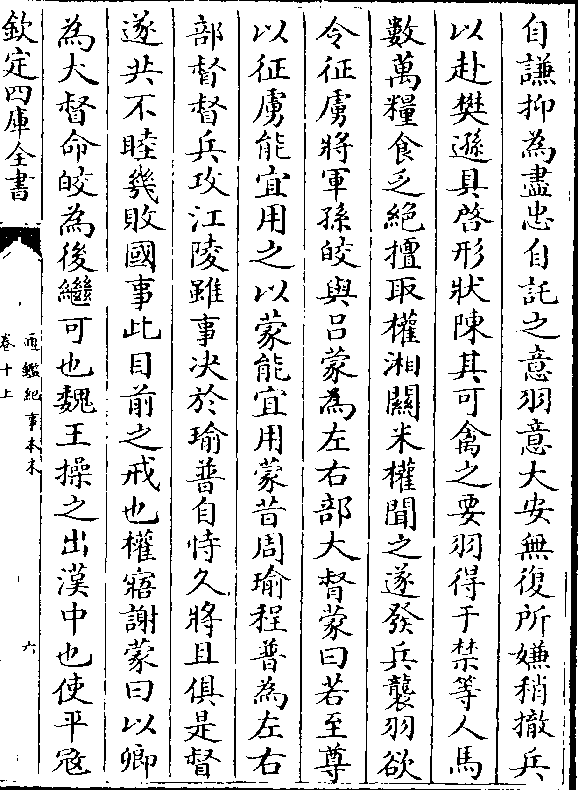 自謙抑為盡忠自託之意羽意大安無復所嫌稍撤兵
以赴樊遜具啓形狀陳其可禽之要羽得于禁等人馬
數萬糧食乏絶擅取權湘關米權聞之遂發兵襲羽欲
令征虜將軍孫皎與吕蒙為左右部大督蒙曰若至尊
以征虜能宜用之以蒙能宜用蒙昔周瑜程普為左右
部督督兵攻江陵雖事决於瑜普自恃久將且俱是督
遂共不睦幾敗國事此目前之戒也權寤謝蒙曰以卿
為大督命皎為後繼可也魏王操之出漢中也使平寇
欽定四庫全書
通鑑紀事本末
卷十上
六